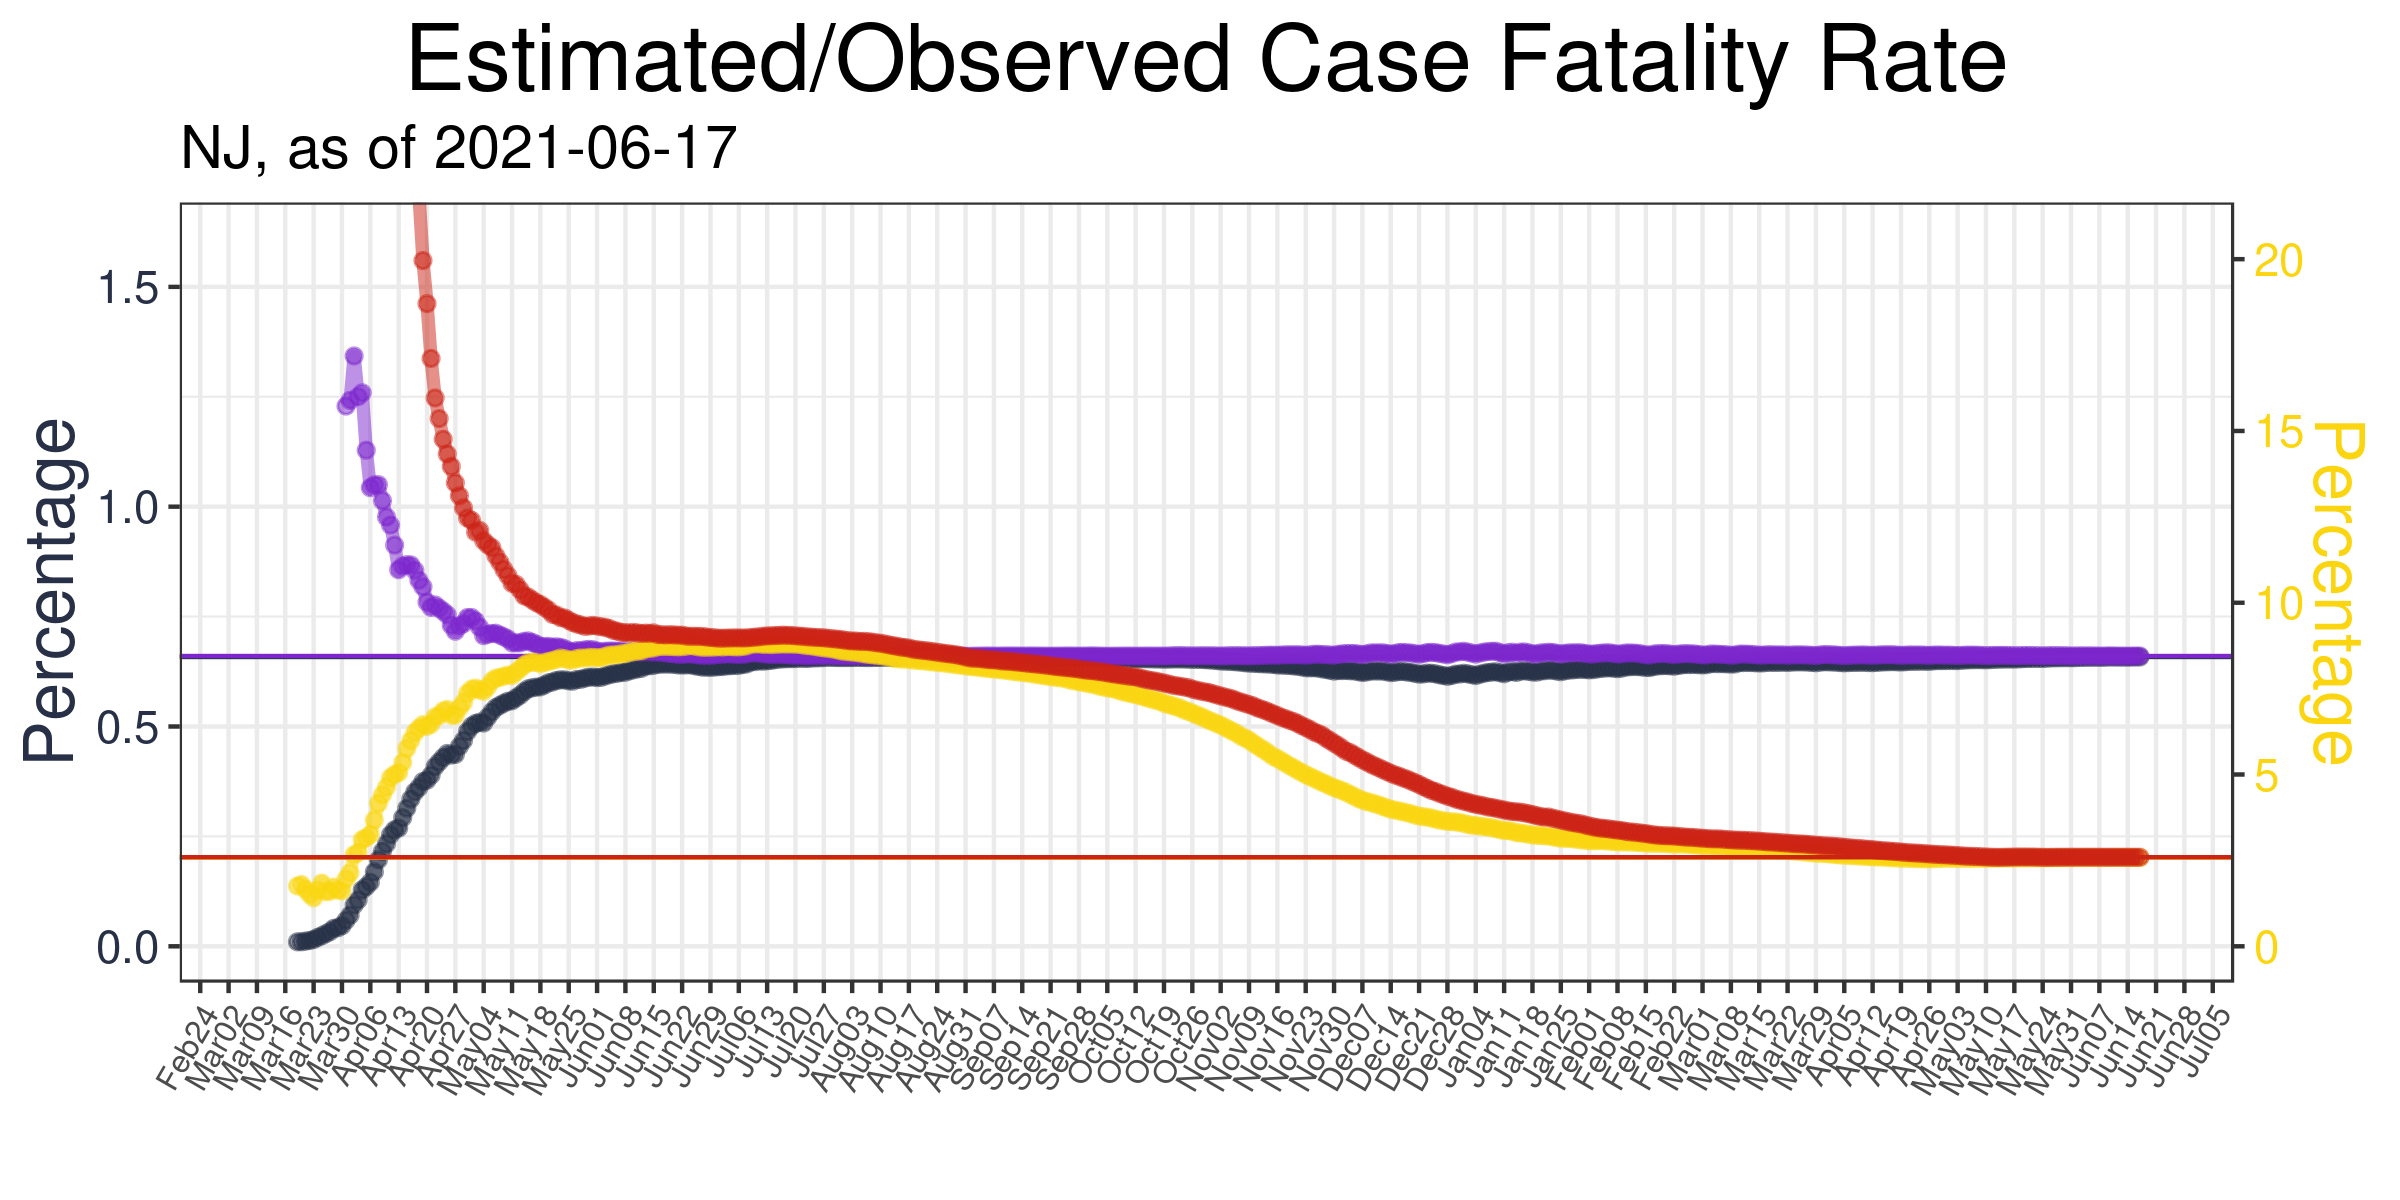 Estimated/Observed Case Fatality Rate
NJ, as of 2021-06-17
Percentage
1.5
1.0
0.5
0.0
20
15
10
5
0
Percentage
Feb24
Mar02
Mar09
Mar16
Mar23
Mar30
Apr06
Apr13
Apr20
Apr27
May04
May11
May18
May25
Jun01
Jun08
Jun15
Jun22
Jun29
Jul06
Jul13
Jul20
Jul27
Aug03
Aug10
Aug17
Aug24
Aug31
Sep07
Sep14
Sep21
Sep28
Oct05
Oct12
Oct19
Oct26
Nov02
Nov09
Nov16
Nov23
Nov30
Dec07
Dec14
Dec21
Dec28
Jan04
Jan11
Jan18
Jan25
Feb01
Feb08
Feb15
Feb22
Mar01
Mar08
Mar15
Mar22
Mar29
Apr05
Apr12
Apr19
Apr26
May03
May10
May17
May24
May31
Jun07
Jun14
Jun21
Jun28
Jul05